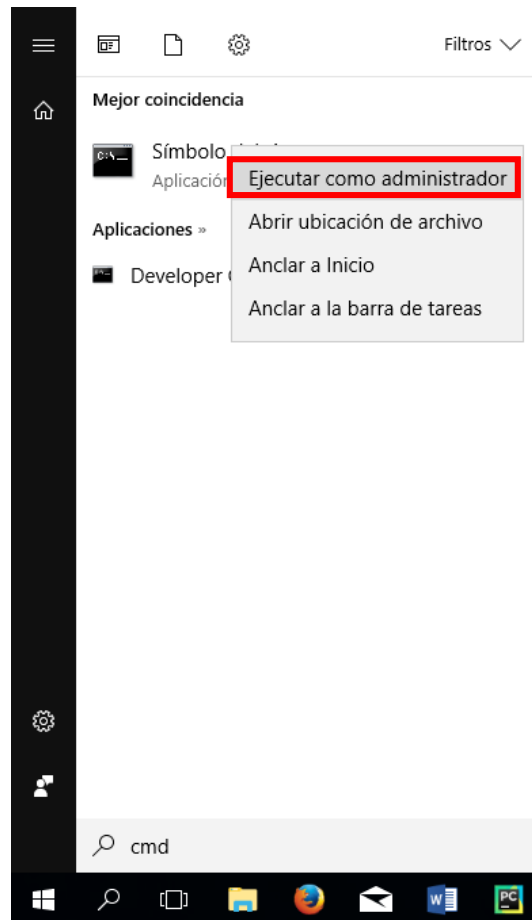 Filtros
Mejor coincidencia
C:\
Símbolo
Aplicación
Ejecutar como administrador
Abrir ubicación de archivo
Aplicaciones »
Anclar a Inicio
Developer
Anclar a la barra de tareas
cmd
W
PC